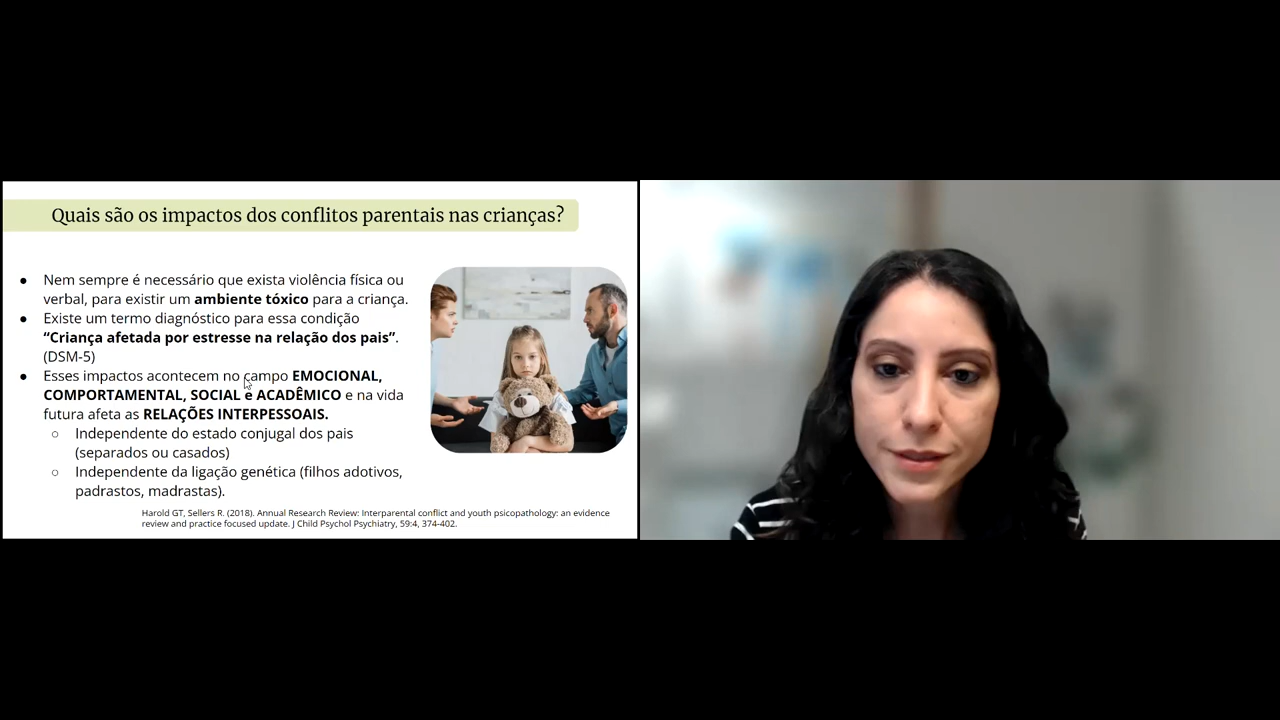 Quais são os impactos dos conflitos parentais nas crianças?
● Nem sempre é necessário que exista violência física ou
verbal, para existir um ambiente tóxico para a criança.
● Existe um termo diagnóstico para essa condição
“Criança afetada por estresse na relação dos pais”.
(DSM-5)
● Esses impactos acontecem no campo EMOCIONAL,
COMPORTAMENTAL, SOCIAL e ACADÊMICO e na vida
futura afeta as RELAÇÕES INTERPESSOAIS.
○ Independente do estado conjugal dos pais
(separados ou casados)
○ Independente da ligação genética (filhos adotivos,
padrastos, madrastas).
Harold GT, Sellers R. (2018). Annual Research Review: Interparental conflict and youth psicopathology: an evidence
review and practice focused update. J Child Psychol Psychiatry, 59:4, 374-402.